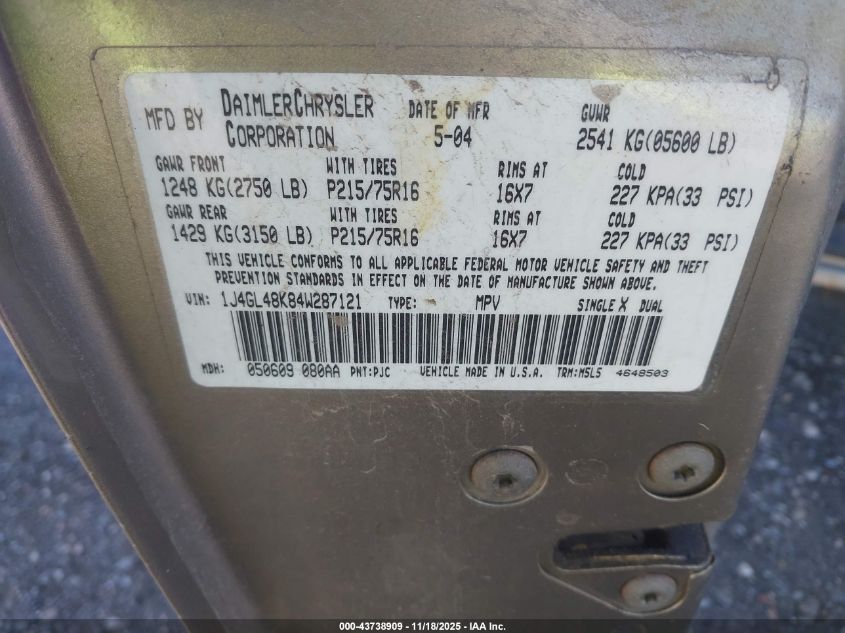 MFD BY DAIMLERCHRYSLER CORPORATION DATE OF MFR 5-04 GVWR 2541 KG(05600 LB)
GAWR FRONT WITH TIRES RIMS AT COLD
1248 KG(2750 LB) P215/75R16 16X7 227 KPA(33 PSI)
GAWR REAR WITH TIRES RIMS AT COLD
1429 KG(3150 LB) P215/75R16 16X7 227 KPA(33 PSI)
THIS VEHICLE CONFORMS TO ALL APPLICABLE FEDERAL MOTOR VEHICLE SAFETY AND THEFT
PREVENTION STANDARDS IN EFFECT ON THE DATE OF MANUFACTURE SHOWN ABOVE.
VIN: 1J4GL48K84W287121 TYPE: MPV SINGLE X DUAL
MDH: 050609 080AA PNT:PJC VEHICLE MADE IN U.S.A. TRM:MSL5 4648503
000-43738909 - 11/18/2025 - IAA Inc.